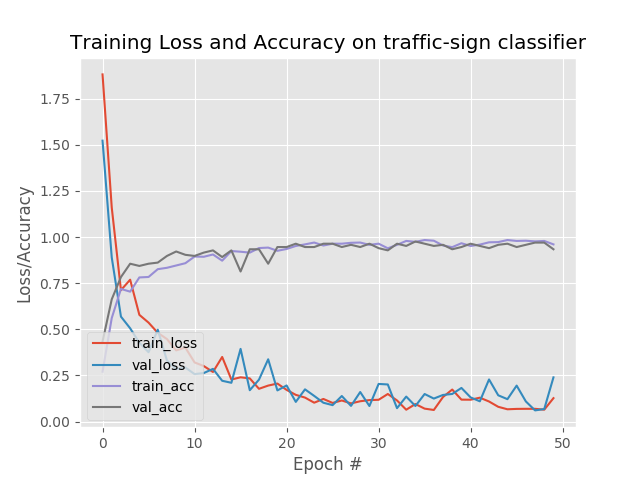 Training Loss and Accuracy on traffic-sign classifier
Loss/Accuracy
1.75
1.50
1.25
1.00
0.75
0.50
0.25
0.00
train_loss
val_loss
train_acc
val_acc
0 10 20 30 40 50
Epoch #